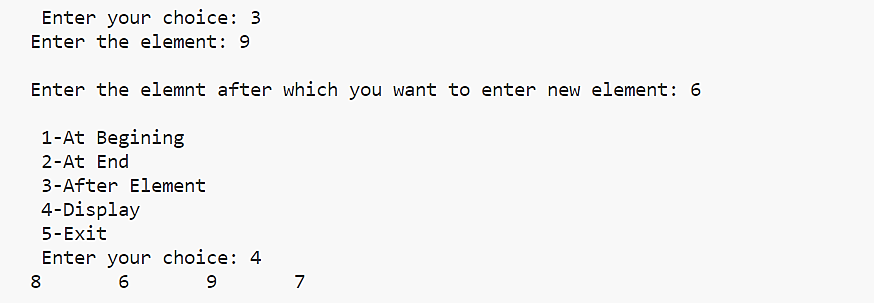 Enter your choice: 3
Enter the element: 9
Enter the elemnt after which you want to enter new element: 6
1-At Begining
2-At End
3-After Element
4-Display
5-Exit
Enter your choice: 4
8 6 9 7